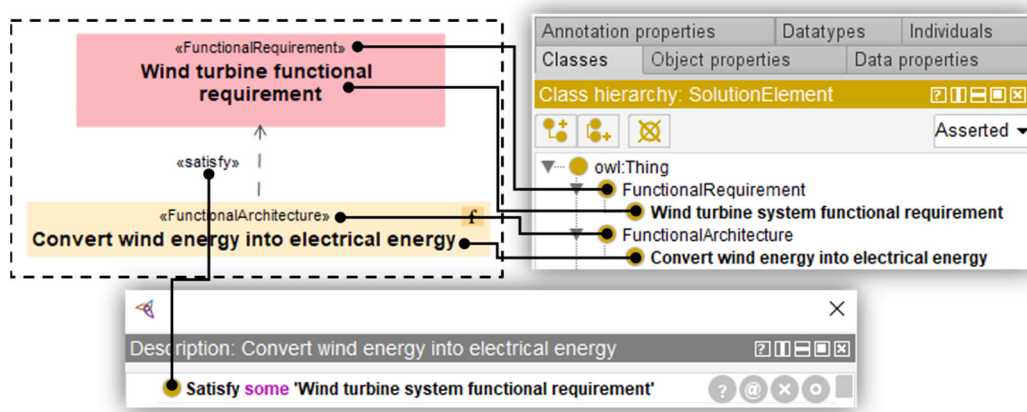 «FunctionalRequirement»
Wind turbine functional
requirement
«satisfy»
«FunctionalArchitecture»
f
Convert wind energy into electrical energy
Annotation properties Datatypes Individuals
Classes Object properties Data properties
Class hierarchy: SolutionElement
Asserted
owl:Thing
FunctionalRequirement
Wind turbine system functional requirement
FunctionalArchitecture
Convert wind energy into electrical energy
Description: Convert wind energy into electrical energy
Satisfy some 'Wind turbine system functional requirement'